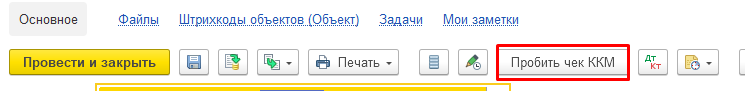 Основное Файлы Штрихкоды объектов (Объект) Задачи Мои заметки
Провести и закрыть Печать Пробить чек ККМ Дт Кт